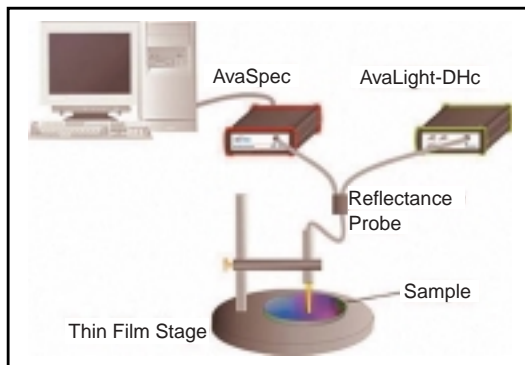 AvaSpec
AvaLight-DHc
Reflectance
Probe
Sample
Thin Film Stage